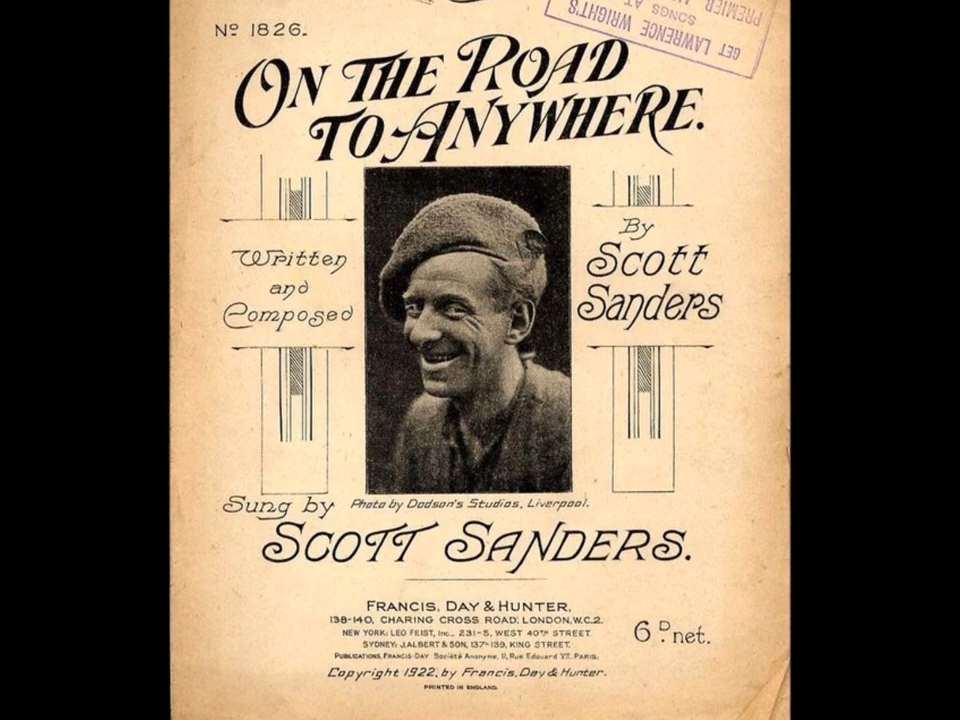 Nº 1826.
GET LAWRENCE WRIGHT'S
SONGS AT
PREMIER
ON THE ROAD
TO ANYWHERE.
Written
and
Composed
By
Scott
Sanders
Sung by
Photo by Dodson's Studios, Liverpool.
SCOTT SANDERS.
FRANCIS, DAY & HUNTER,
138-140, CHARING CROSS ROAD, LONDON, W.C.2.
NEW YORK: LEO FEIST, Inc., 231-5, WEST 40TH STREET.
SYDNEY: J. ALBERT & SON, 137-139, KING STREET.
PUBLICATIONS, FRANCIS-DAY Société Anonyme, 11, Rue Edouard VII. PARIS.
6D. net.
Copyright 1922, by Francis, Day & Hunter.
PRINTED IN ENGLAND.